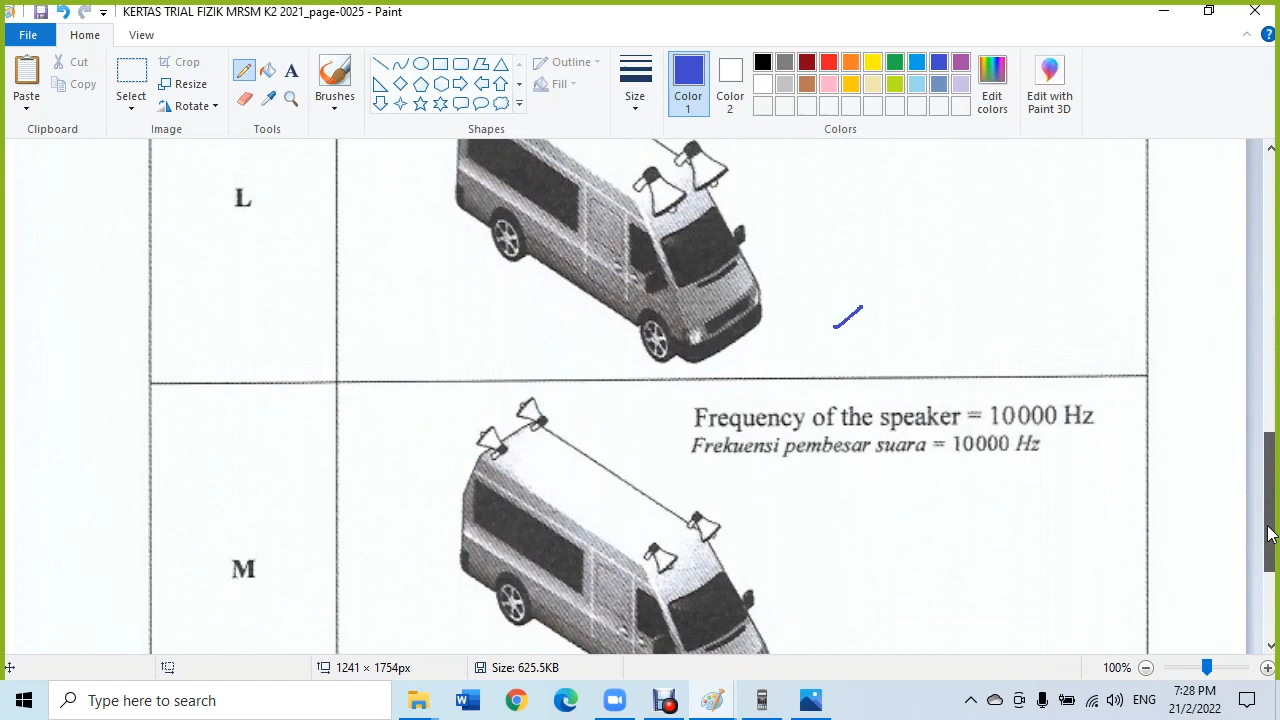 KERTAS TRIAL FIZIK MRSM K2 2021_page-0025 - Paint
File Home View
Paste
Cut
Copy
Clipboard
Select
Crop
Resize
Rotate
Image
A
Tools
Brushes
Outline
Fill
Shapes
Size
Color 1
Color 2
Edit colors
Edit with Paint 3D
Colors
L
Frequency of the speaker = 10000 Hz
Frekuensi pembesar suara = 10000 Hz
M
1241 × 1754px
Size: 625.5KB
100%
Type here to search
7:28 PM
21/2/2022